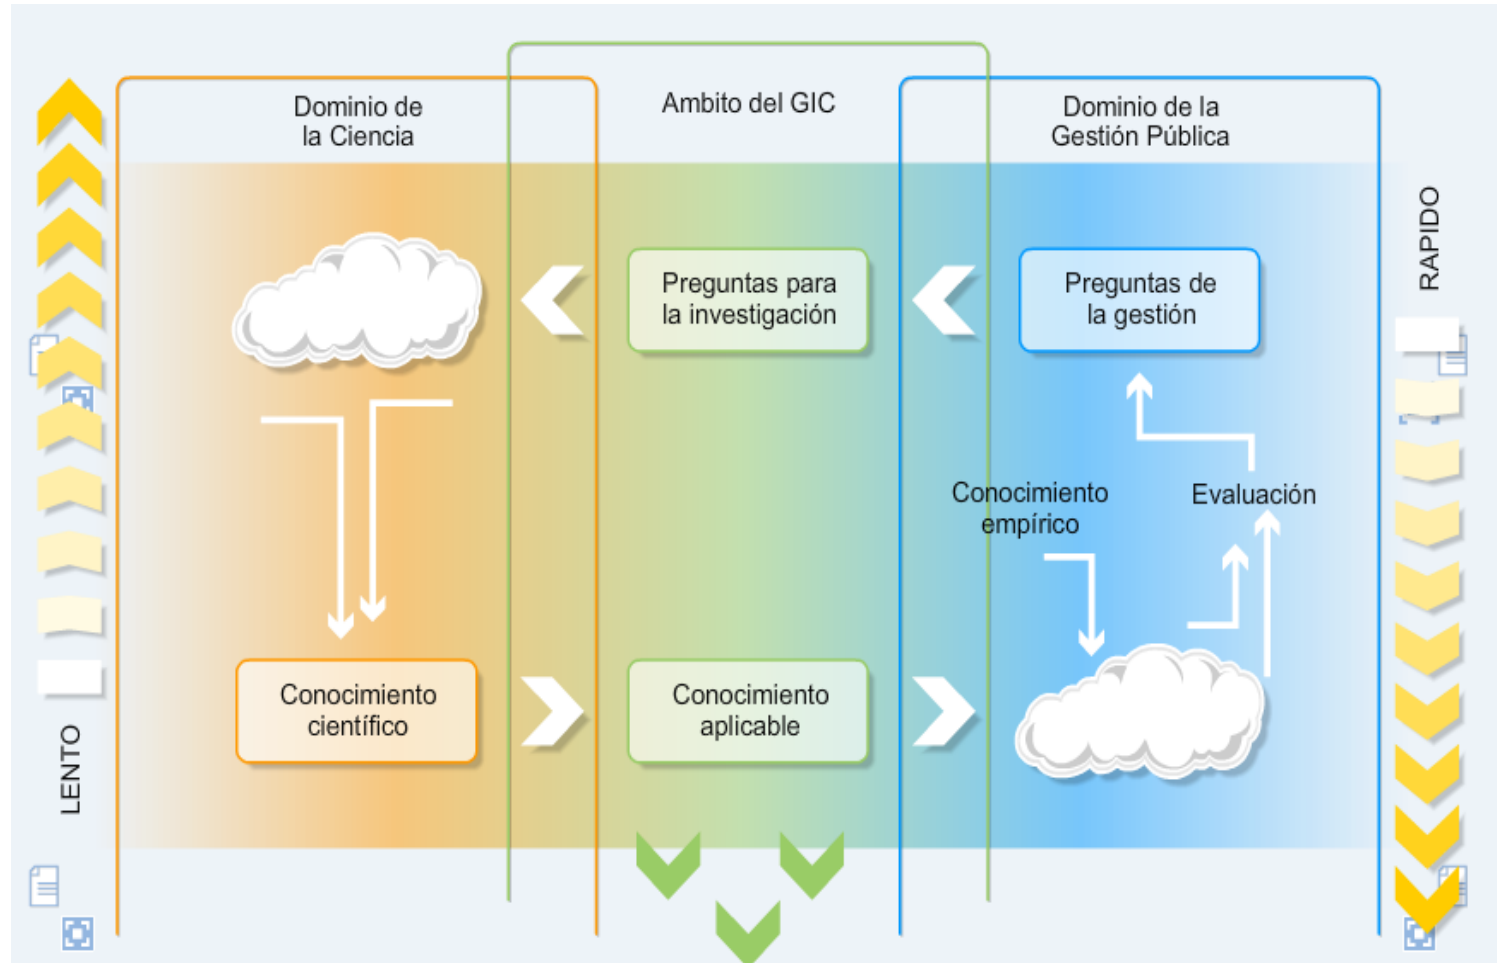 Dominio de
la Ciencia
Ambito del GIC
Dominio de la
Gestión Pública
RAPIDO
Preguntas para
la investigación
Preguntas de
la gestión
Conocimiento
empírico
Evaluación
Conocimiento
científico
Conocimiento
aplicable
LENTO